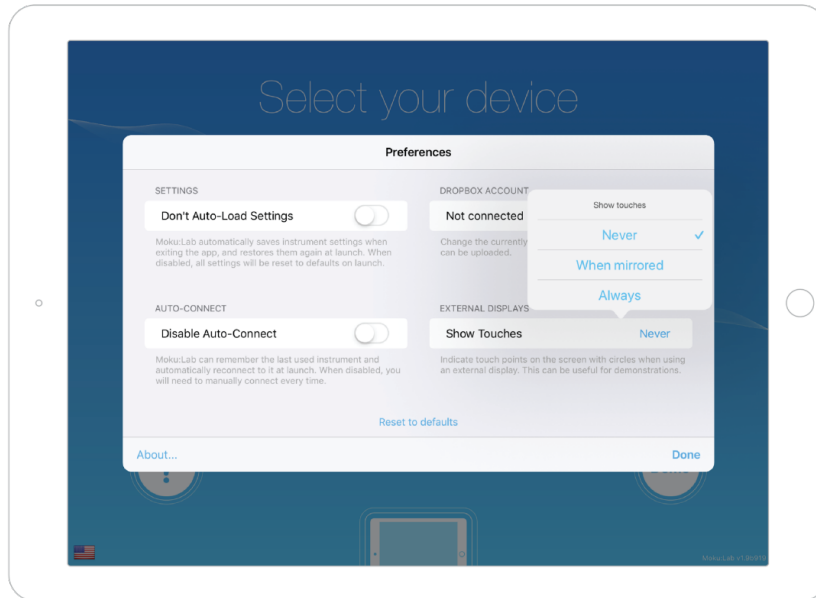 Select your device
Preferences
SETTINGS
Don't Auto-Load Settings
Moku:Lab automatically saves instrument settings when
exiting the app, and restores them again at launch. When
disabled, all settings will be reset to defaults on launch.
DROPBOX ACCOUNT
Not connected
Change the currently
can be uploaded.
Show touches
Never
When mirrored
Always
AUTO-CONNECT
Disable Auto-Connect
Moku:Lab can remember the last used instrument and
automatically reconnect to it at launch. When disabled, you
will need to manually connect every time.
EXTERNAL DISPLAYS
Show Touches Never
Indicate touch points on the screen with circles when using
an external display. This can be useful for demonstrations.
Reset to defaults
About... Done